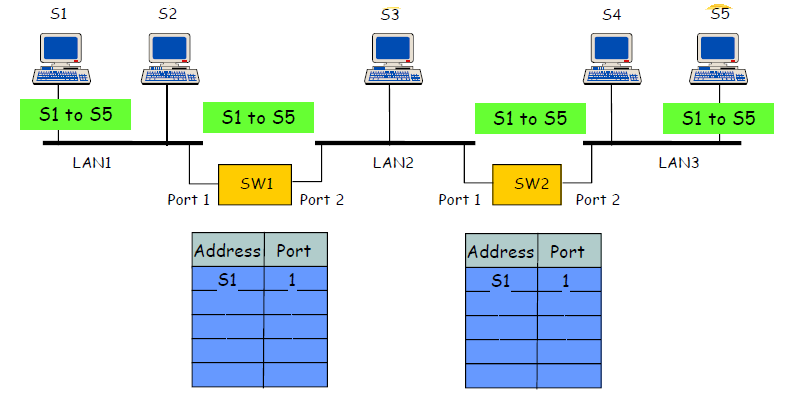 S1 S2 S3 S4 S5
S1 to S5 S1 to S5 S1 to S5 S1 to S5
LAN1 LAN2 LAN3
SW1 SW2
Port 1 Port 2 Port 1 Port 2
Address Port
S1 1
Address Port
S1 1